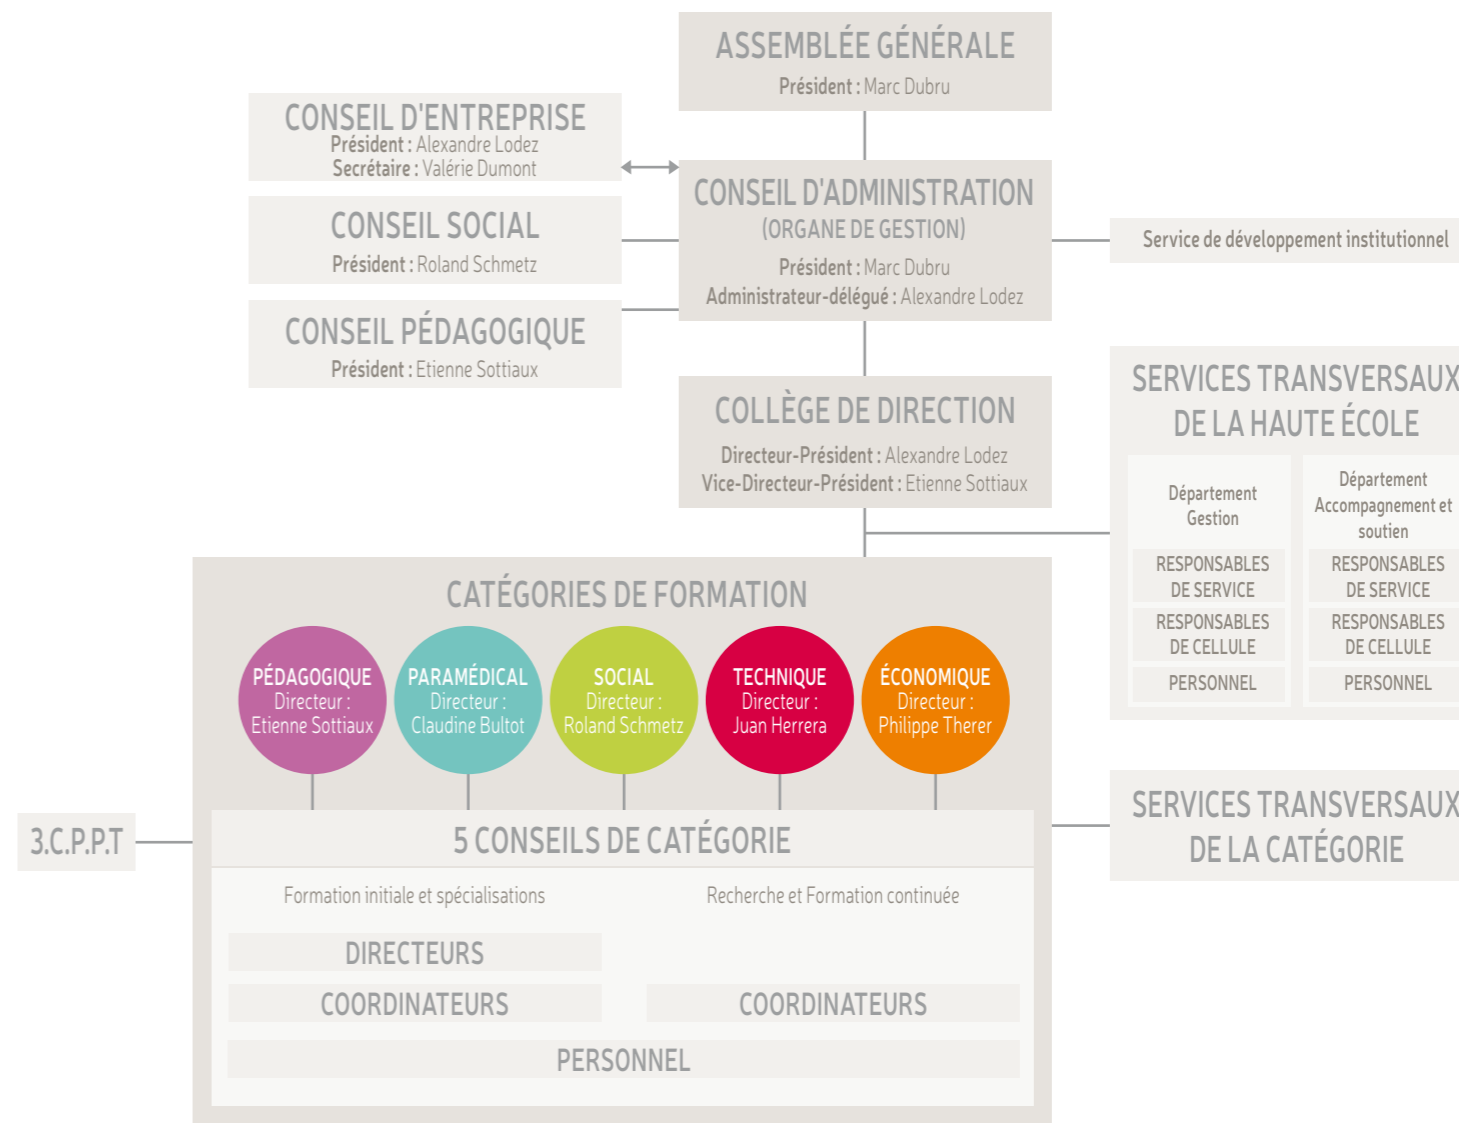 ASSEMBLÉE GÉNÉRALE
Président : Marc Dubru
CONSEIL D'ENTREPRISE
Président : Alexandre Lodez
Secrétaire : Valérie Dumont
CONSEIL SOCIAL
Président : Roland Schmetz
CONSEIL PÉDAGOGIQUE
Président : Etienne Sottiaux
CONSEIL D'ADMINISTRATION
(ORGANE DE GESTION)
Président : Marc Dubru
Administrateur-délégué : Alexandre Lodez
Service de développement institutionnel
COLLÈGE DE DIRECTION
Directeur-Président : Alexandre Lodez
Vice-Directeur-Président : Etienne Sottiaux
SERVICES TRANSVERSAUX
DE LA HAUTE ÉCOLE
Département
Gestion
RESPONSABLES
DE SERVICE
RESPONSABLES
DE CELLULE
PERSONNEL
Département
Accompagnement et
soutien
RESPONSABLES
DE SERVICE
RESPONSABLES
DE CELLULE
PERSONNEL
CATÉGORIES DE FORMATION
PÉDAGOGIQUE
Directeur :
Etienne Sottiaux
PARAMÉDICAL
Directeur :
Claudine Bultot
SOCIAL
Directeur :
Roland Schmetz
TECHNIQUE
Directeur :
Juan Herrera
ÉCONOMIQUE
Directeur :
Philippe Therer
3.C.P.P.T
5 CONSEILS DE CATÉGORIE
SERVICES TRANSVERSAUX
DE LA CATÉGORIE
Formation initiale et spécialisations
DIRECTEURS
COORDINATEURS
Recherche et Formation continuée
COORDINATEURS
PERSONNEL